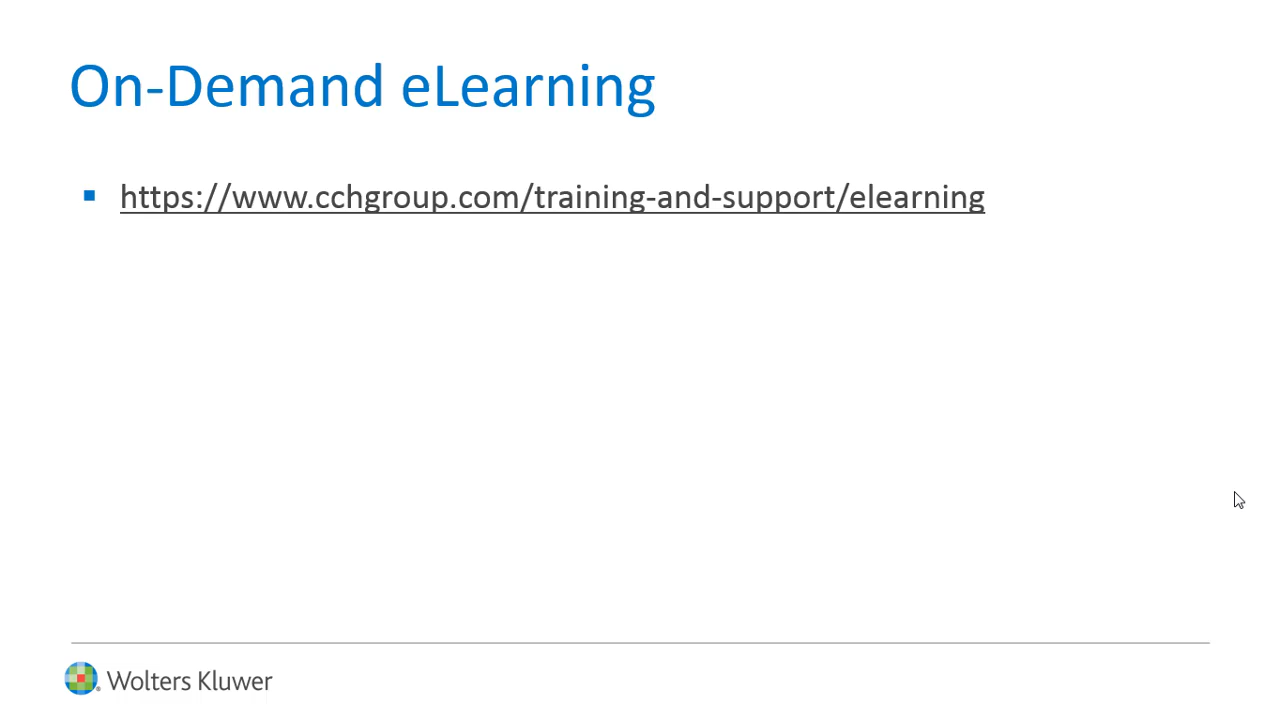 On-Demand eLearning
https://www.cchgroup.com/training-and-support/elearning
Wolters Kluwer